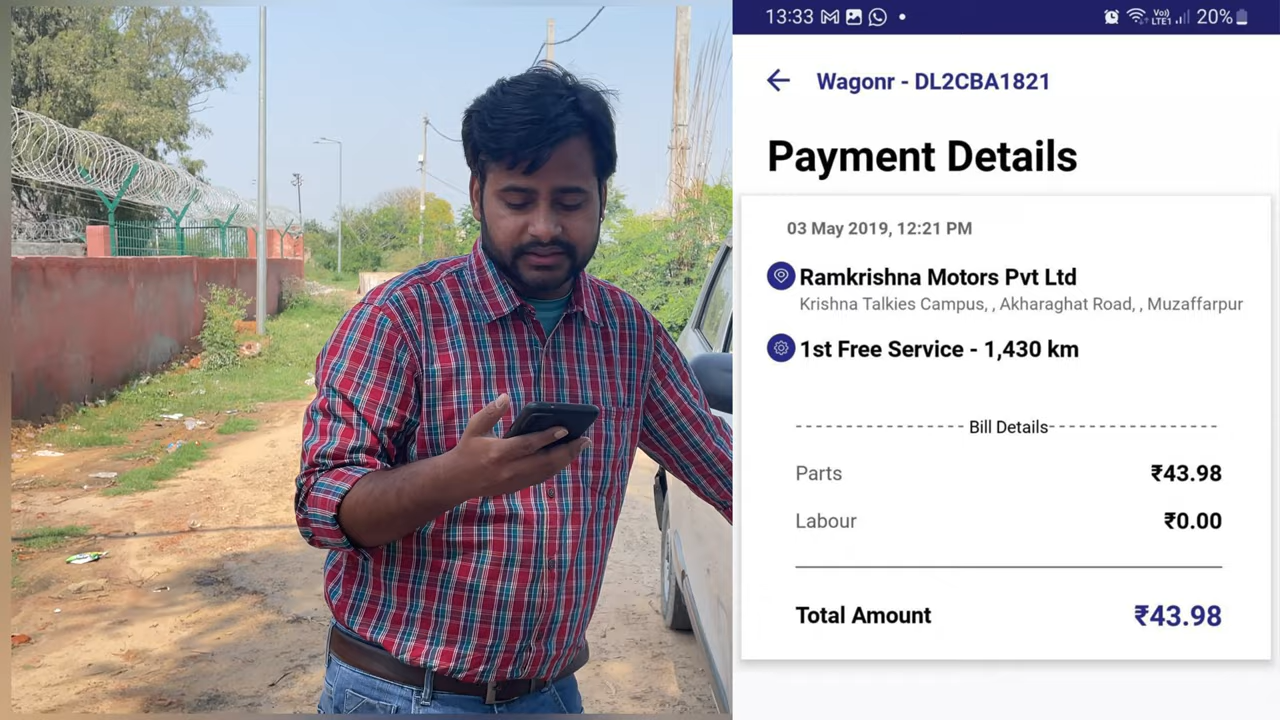 13:33
Vo)
LTE1
20%
Wagonr - DL2CBA1821
Payment Details
03 May 2019, 12:21 PM
Ramkrishna Motors Pvt Ltd
Krishna Talkies Campus, , Akharaghat Road, , Muzaffarpur
1st Free Service - 1,430 km
Bill Details
Parts ₹43.98
Labour ₹0.00
Total Amount ₹43.98